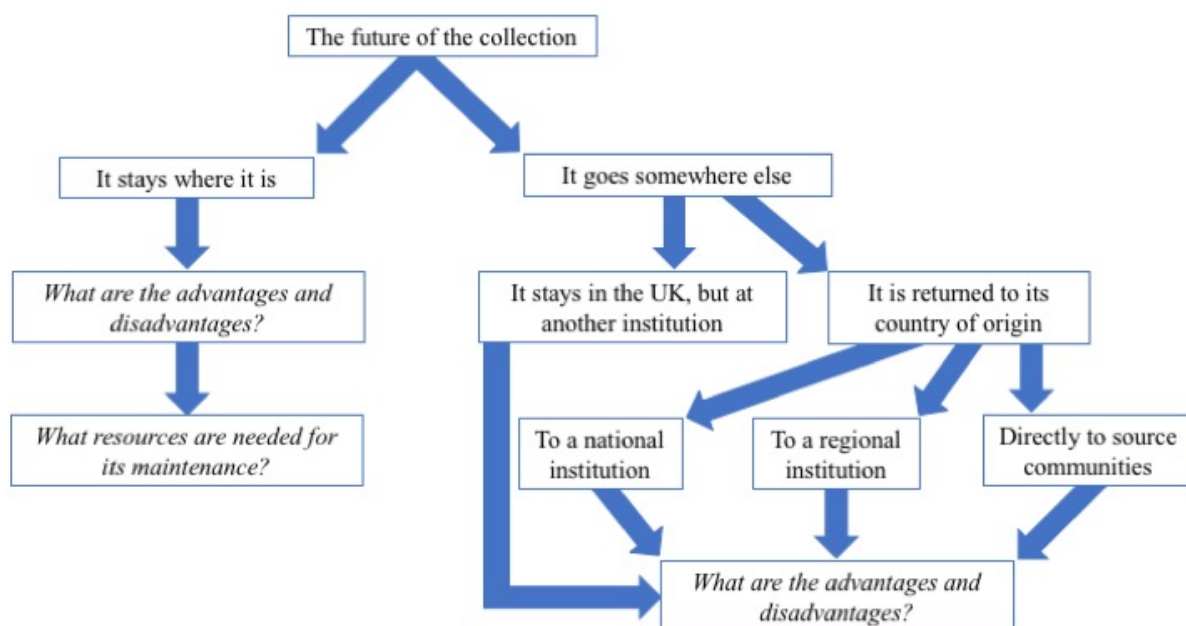 The future of the collection
It stays where it is
It goes somewhere else
What are the advantages and
disadvantages?
It stays in the UK, but at
another institution
It is returned to its
country of origin
What resources are needed for
its maintenance?
To a national
institution
To a regional
institution
Directly to source
communities
What are the advantages and
disadvantages?